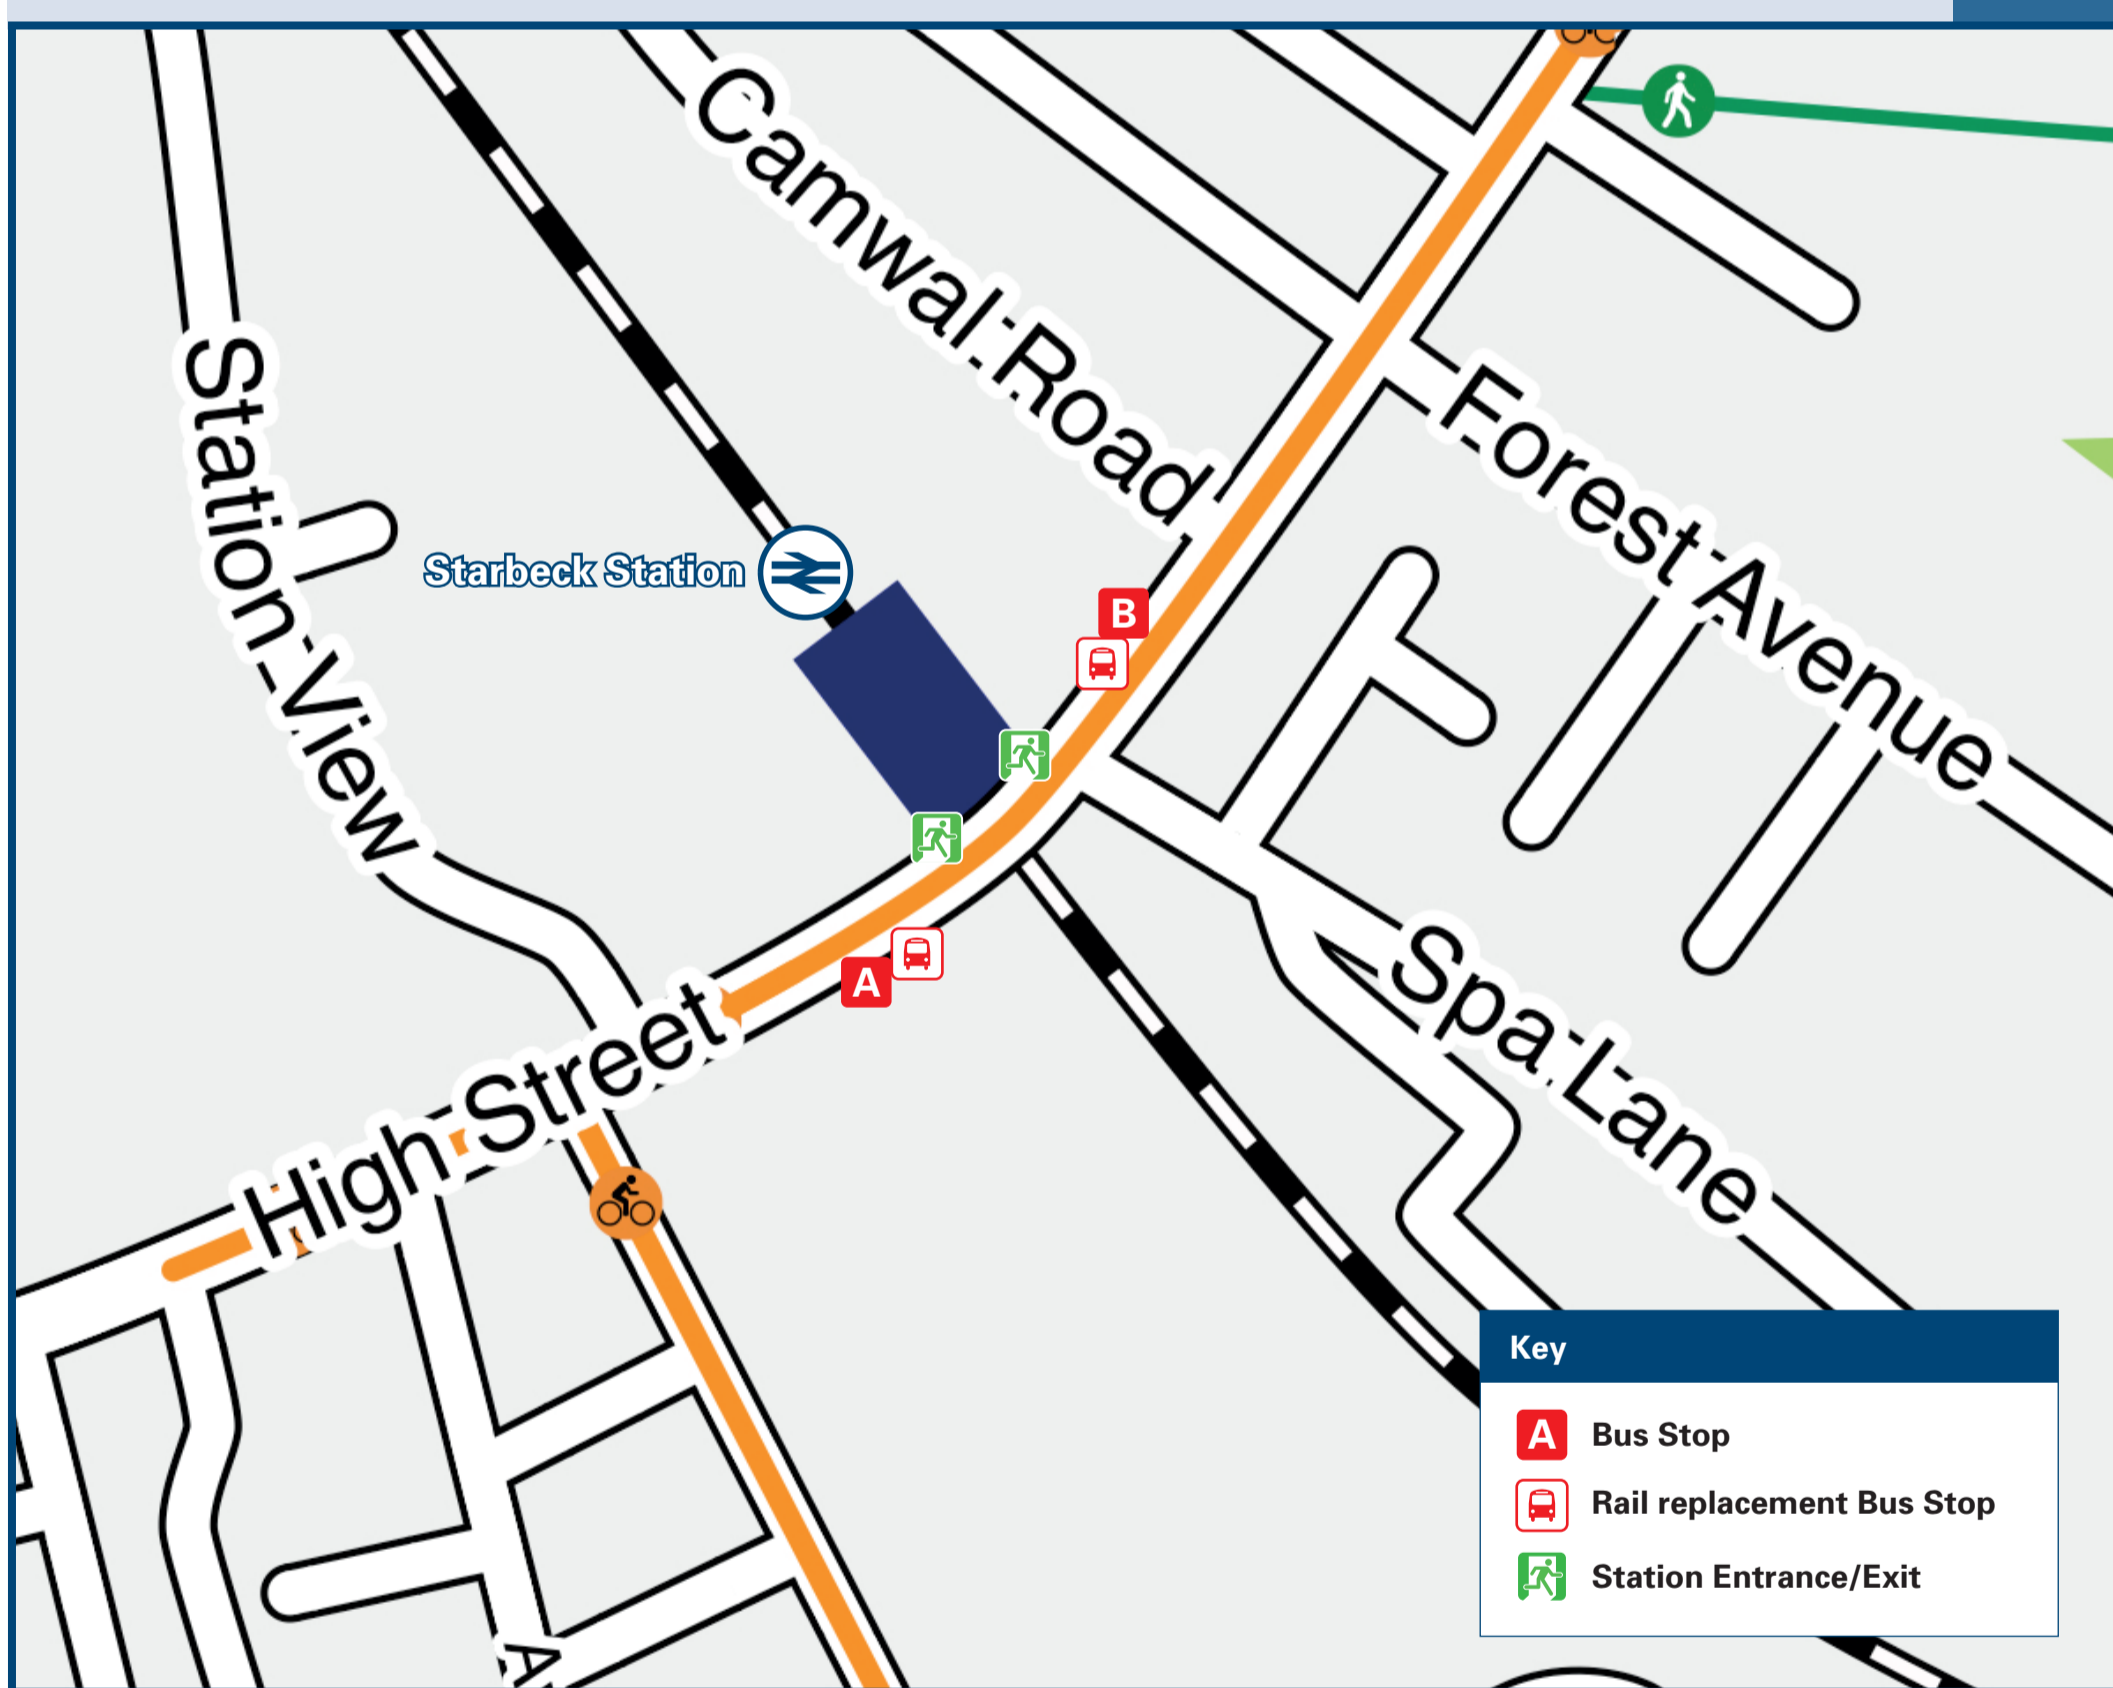 Camwal Road
Station View
Forest Avenue
Starbeck Station
B
A
Spa Lane
High Street
Key
A Bus Stop
Rail replacement Bus Stop
Station Entrance/Exit